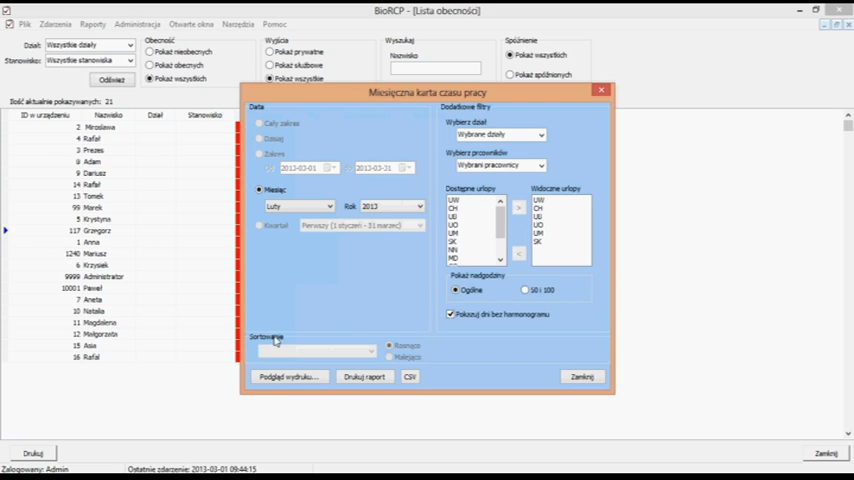 BioRCP - [Lista obecności]
Plik Zdarzenia Raporty Administracja Otwarte okna Narzędzia Pomoc
Dział: Wszystkie działy
Stanowisko: Wszystkie stanowiska
Odśwież
Obecność
Pokaż nieobecnych
Pokaż obecnych
Pokaż wszystkich
Wyjścia
Pokaż prywatne
Pokaż służbowe
Pokaż wszystkie
Wyszukaj
Nazwisko
Spóźnienie
Pokaż wszystkich
Pokaż spóźnionych
Ilość aktualnie pokazywanych: 21
ID w urządzeniu Nazwisko Dział Stanowisko
2 Mirosława
4 Rafał
3 Prezes
8 Adam
9 Dariusz
14 Rafał
13 Tomek
99 Marek
5 Krystyna
117 Grzegorz
1 Anna
1240 Mariusz
6 Krzysiek
9999 Administrator
10001 Paweł
7 Aneta
10 Natalia
11 Magdalena
12 Małgorzata
15 Asia
16 Rafal
Miesięczna karta czasu pracy
Data
Cały zakres
Dzisiaj
Zakres
2013-03-01 do 2013-03-31
Miesiąc
Luty Rok 2013
Kwartał Pierwszy (1 styczeń - 31 marzec)
Dodatkowe filtry
Wybierz dział
Wybrane działy
Wybierz prcowników
Wybrani pracownicy
Dostępne urlopy Widoczne urlopy
UW UW
CH CH
UB > UB
UO UO
UM UM
SK SK
NN <
MD
Pokaż nadgodziny
Ogólne 50 i 100
Pokazuj dni bez harmonogramu
Sortowanie
Rosnąco
Malejąco
Podgląd wydruku... Drukuj raport CSV Zamknij
Drukuj Zamknij
Zalogowany: Admin Ostatnie zdarzenie: 2013-03-01 09:44:15